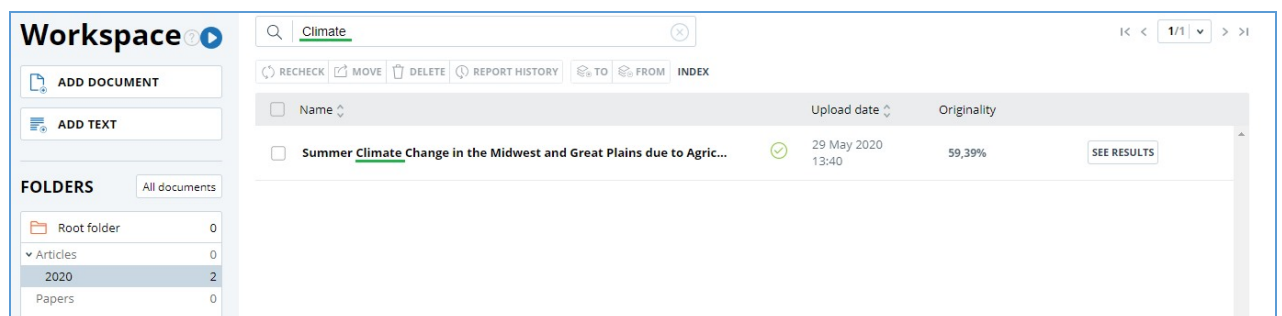 Workspace ?
Climate
1/1
ADD DOCUMENT
ADD TEXT
RECHECK MOVE DELETE REPORT HISTORY TO FROM INDEX
Name Upload date Originality
Summer Climate Change in the Midwest and Great Plains due to Agric... 29 May 2020 13:40 59,39% SEE RESULTS
FOLDERS All documents
Root folder 0
Articles 0
2020 2
Papers 0